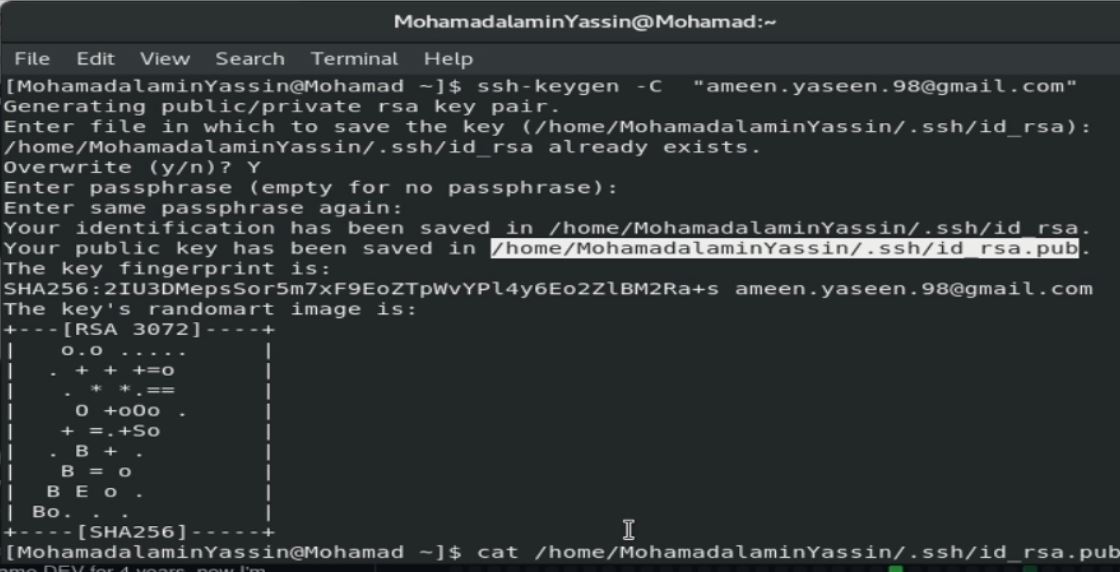 MohamadalaminYassin@Mohamad:~
File Edit View Search Terminal Help
[MohamadalaminYassin@Mohamad ~]$ ssh-keygen -C  "ameen.yaseen.98@gmail.com"
Generating public/private rsa key pair.
Enter file in which to save the key (/home/MohamadalaminYassin/.ssh/id_rsa):
/home/MohamadalaminYassin/.ssh/id_rsa already exists.
Overwrite (y/n)? Y
Enter passphrase (empty for no passphrase):
Enter same passphrase again:
Your identification has been saved in /home/MohamadalaminYassin/.ssh/id_rsa.
Your public key has been saved in /home/MohamadalaminYassin/.ssh/id_rsa.pub.
The key fingerprint is:
SHA256:2IU3DMepsSor5m7xF9EoZTpWvYPl4y6Eo2ZlBM2Ra+s ameen.yaseen.98@gmail.com
The key's randomart image is:
+---[RSA 3072]----+
|    o.o .....    |
|   . + + +=o     |
|    . * *.==     |
|     O +oOo .    |
|    + =.+So      |
|   . B + .       |
|    B = o        |
|   B E o .       |
|  Bo. . .        |
+----[SHA256]-----+
[MohamadalaminYassin@Mohamad ~]$ cat /home/MohamadalaminYassin/.ssh/id_rsa.pub
DEV for 4 years, now I'm